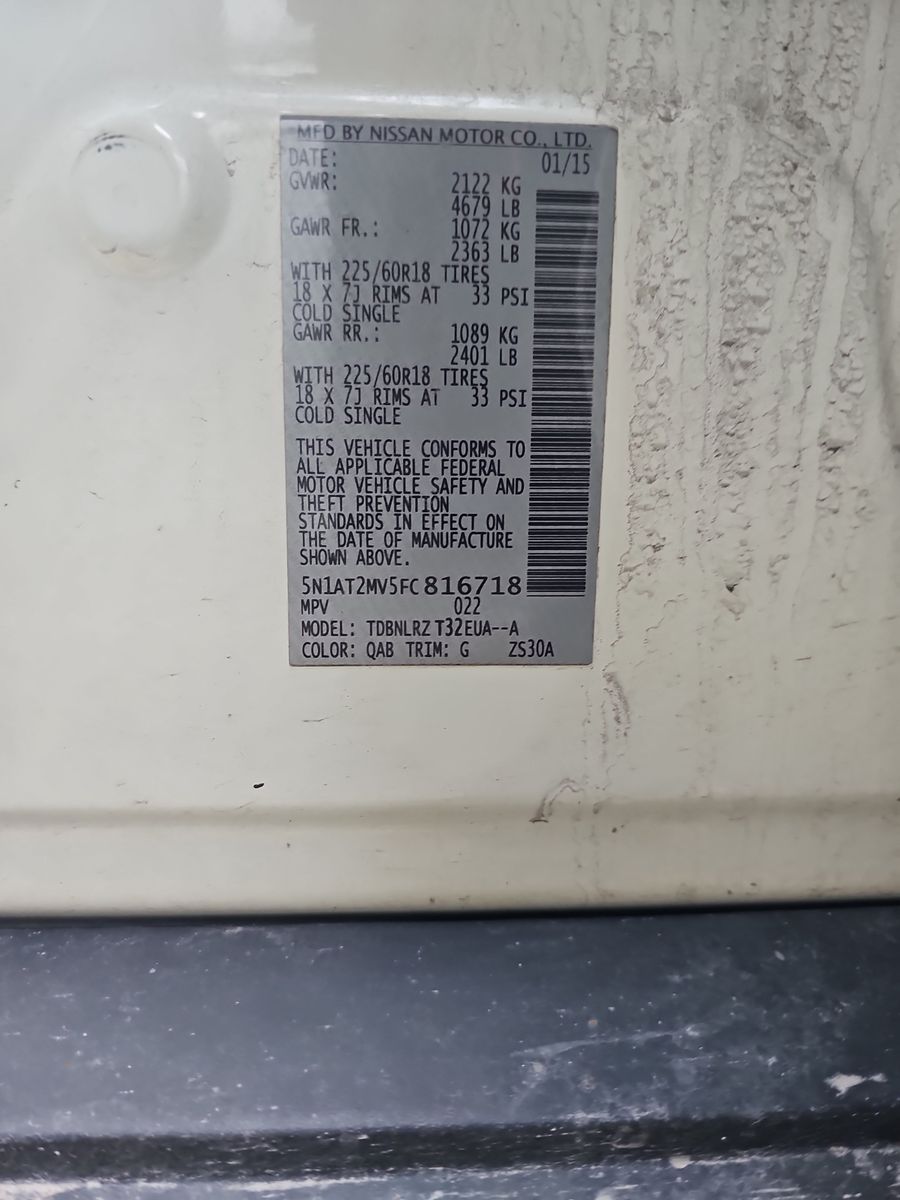 MFD BY NISSAN MOTOR CO., LTD.
DATE: 01/15
GVWR: 2122 KG
4679 LB
GAWR FR.: 1072 KG
2363 LB
WITH 225/60R18 TIRES
18 X 7J RIMS AT 33 PSI
COLD SINGLE
GAWR RR.: 1089 KG
2401 LB
WITH 225/60R18 TIRES
18 X 7J RIMS AT 33 PSI
COLD SINGLE
THIS VEHICLE CONFORMS TO
ALL APPLICABLE FEDERAL
MOTOR VEHICLE SAFETY AND
THEFT PREVENTION
STANDARDS IN EFFECT ON
THE DATE OF MANUFACTURE
SHOWN ABOVE.
5N1AT2MV5FC816718
MPV 022
MODEL: TDBNLRZ T32EUA--A
COLOR: QAB TRIM: G ZS30A